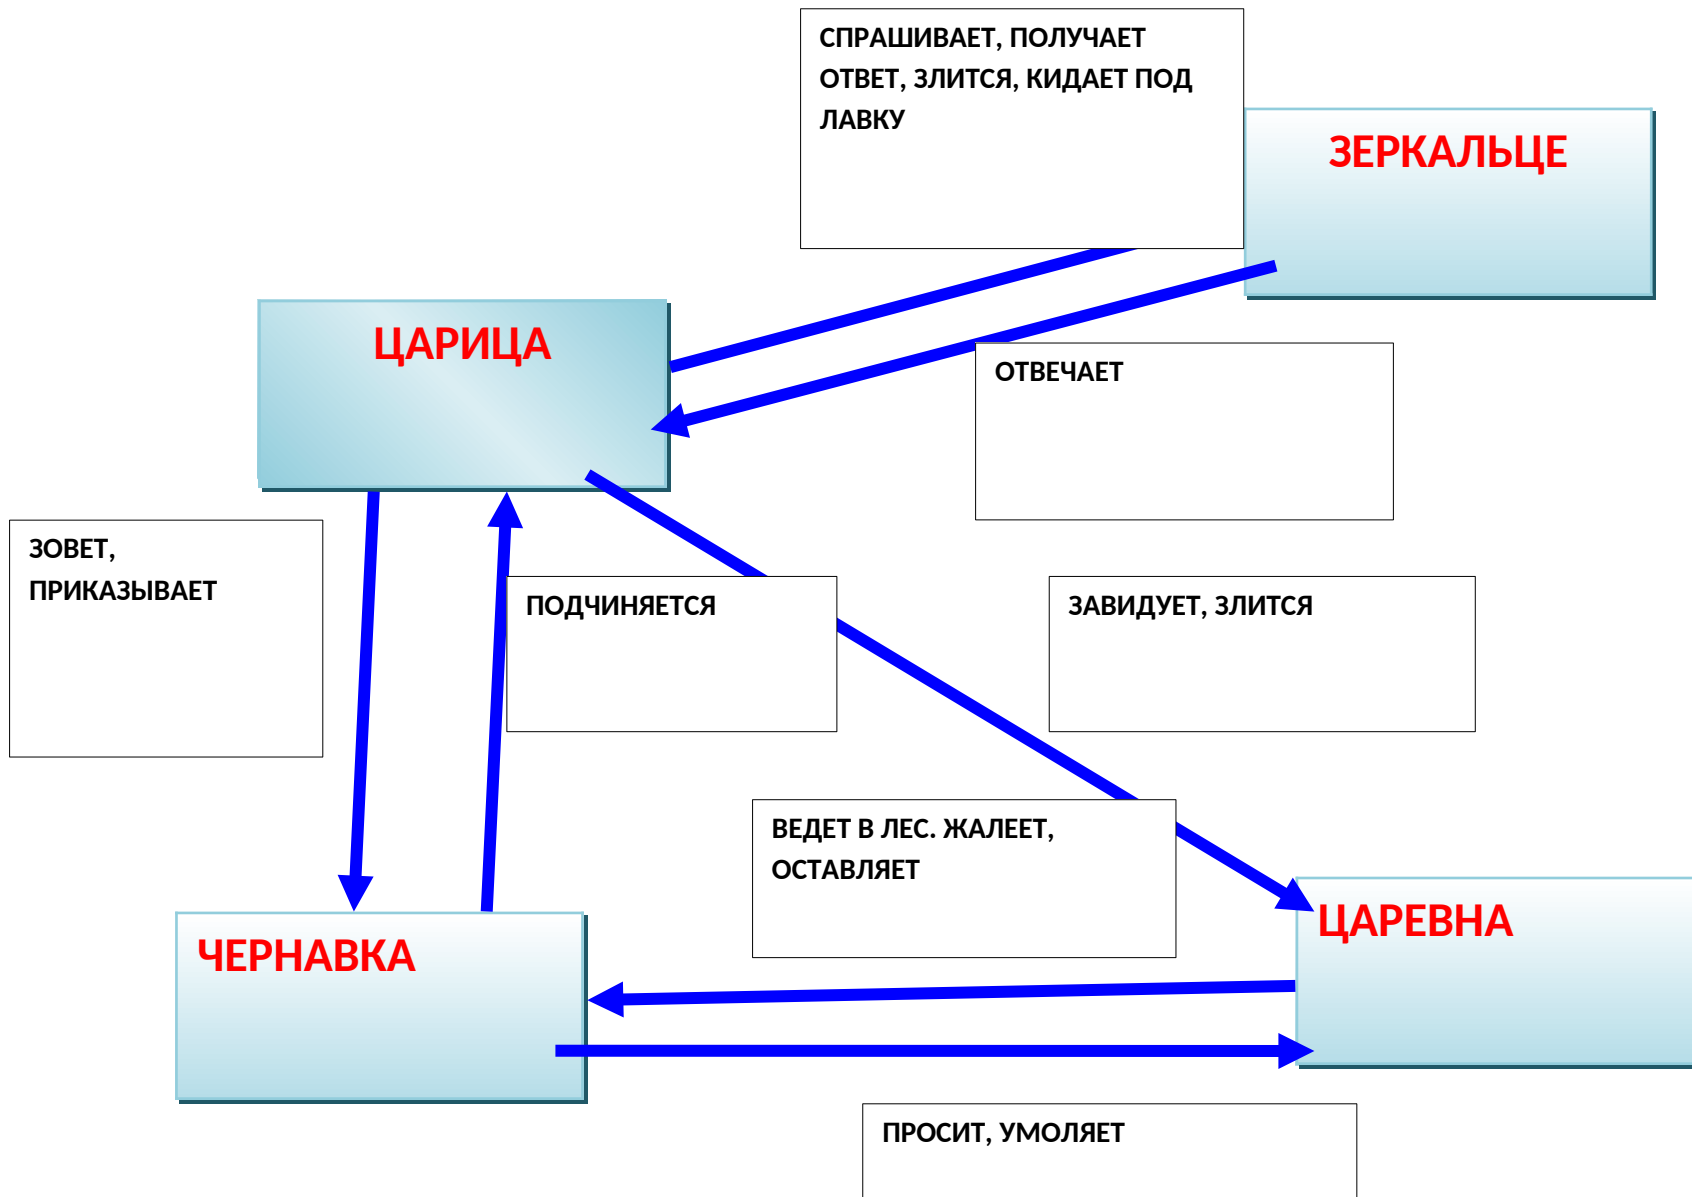 СПРАШИВАЕТ, ПОЛУЧАЕТ
ОТВЕТ, ЗЛИТСЯ, КИДАЕТ ПОД
ЛАВКУ
ЗЕРКАЛЬЦЕ
ЦАРИЦА
ОТВЕЧАЕТ
ЗОВЕТ,
ПРИКАЗЫВАЕТ
ПОДЧИНЯЕТСЯ
ЗАВИДУЕТ, ЗЛИТСЯ
ВЕДЕТ В ЛЕС. ЖАЛЕЕТ,
ОСТАВЛЯЕТ
ЦАРЕВНА
ЧЕРНАВКА
ПРОСИТ, УМОЛЯЕТ